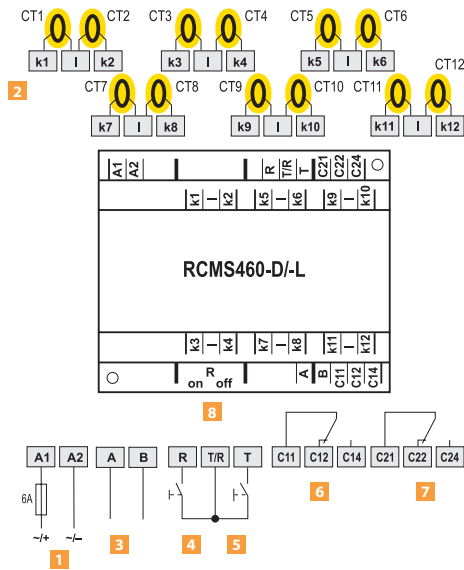 CT1 CT2 CT3 CT4 CT5 CT6
k1 I k2 k3 I k4 k5 I k6
2
CT7 CT8 CT9 CT10 CT11 CT12
k7 I k8 k9 I k10 k11 I k12
A1 A2 R T/R T C21 C22 C24
k1 I k2 k5 I k6 k9 I k10
RCMS460-D/-L
k3 I k4 k7 I k8 k11 I k12
R
on off A B C11 C12 C14
8
A1 A2 A B R T/R T C11 C12 C14 C21 C22 C24
6A
~/+ ~/–
1 3 4 5 6 7